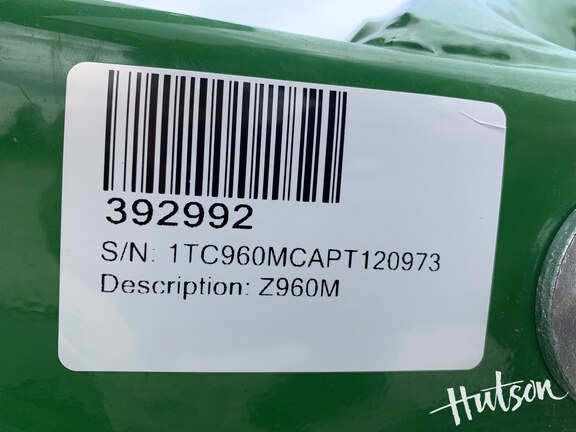 392992
S/N: 1TC960MCAPT120973
Description: Z960M
Hutson